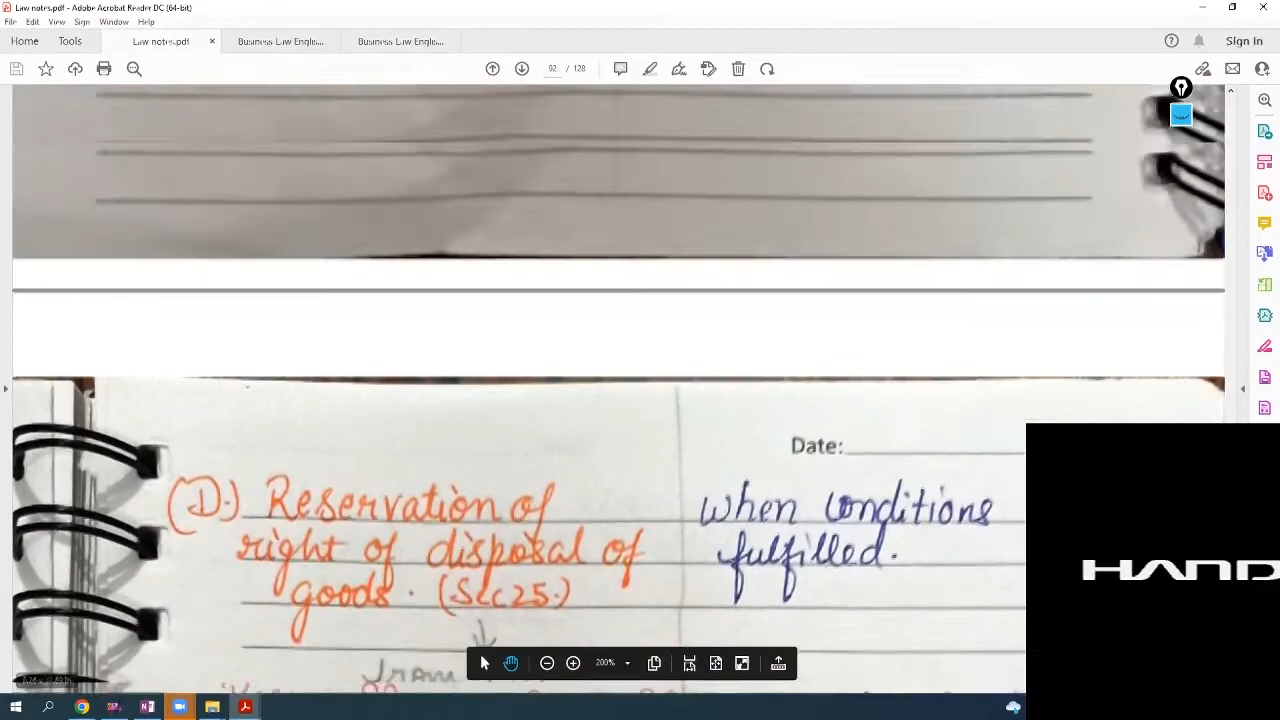 Law notes.pdf - Adobe Acrobat Reader DC (64-bit)
File Edit View Sign Window Help
Home Tools Law notes.pdf × Business Law Englis... Business Law Englis... Sign In
92 / 128
Date:
(D.) Reservation of
right of disposal of
goods. (Sec 25.)
when conditions
fulfilled.
200%
HAND